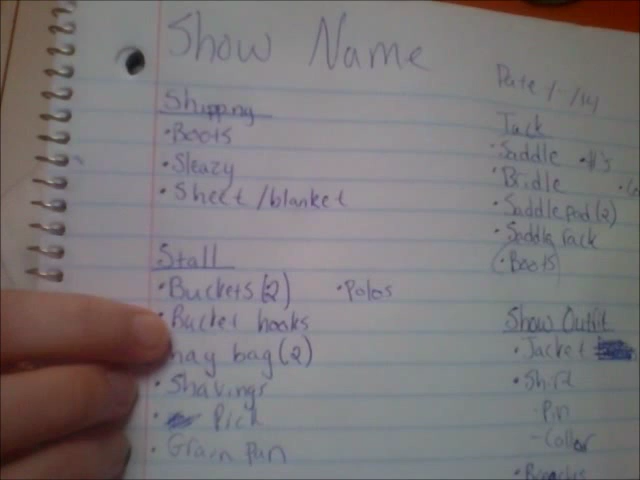 Show Name
Shipping
• Boots
• Sleazy
• Sheet/blanket
Stall
• Buckets (2) • Polos
• Bucket hooks
hay bag (2)
• Shavings
• Pick
• Grain pan
Date / /14
Tack
• Saddle • #'s
• Bridle
• Saddle pad (2)
• Saddle rack
• Boots
Show Outfit
• Jacket
• Shirt
- Pin
- Collar